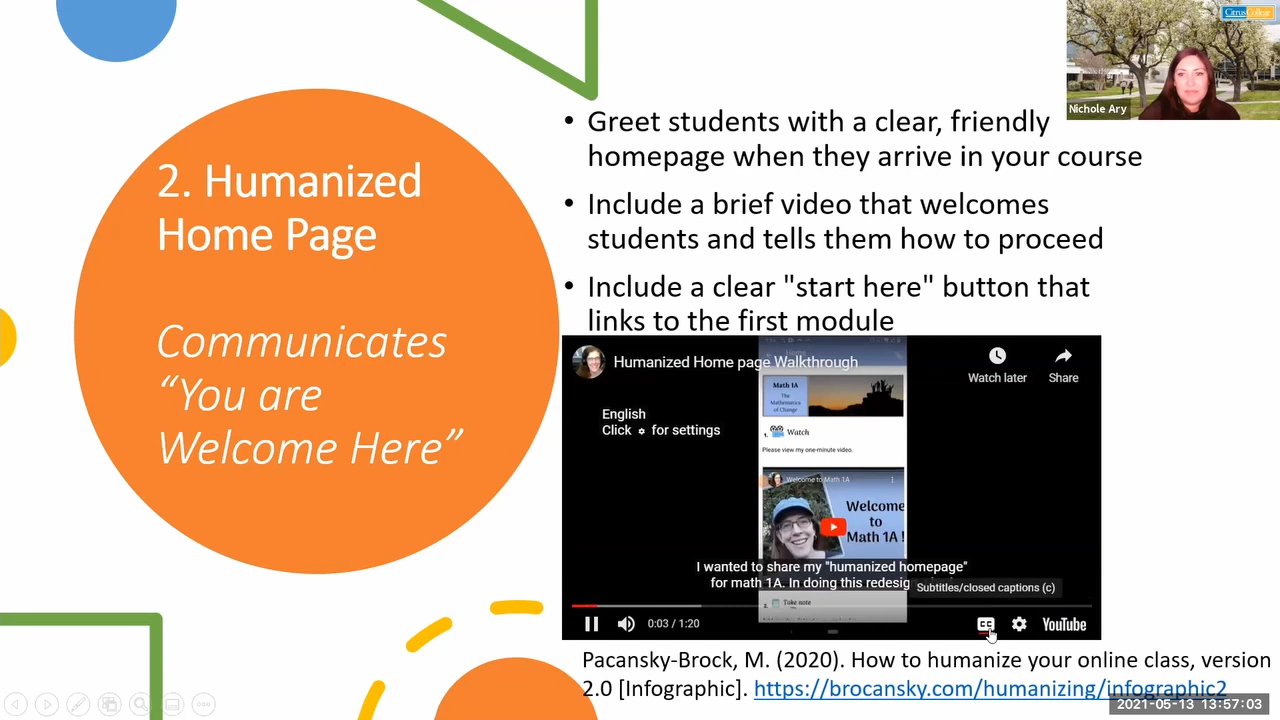 CitrusCollege
Nichole Ary
2. Humanized
Home Page
Communicates
“You are
Welcome Here”
• Greet students with a clear, friendly
homepage when they arrive in your course
• Include a brief video that welcomes
students and tells them how to proceed
• Include a clear "start here" button that
links to the first module
Humanized Home page Walkthrough
Watch later
Share
English
Click for settings
Math 1A
The
Mathematics
of Change
1. Watch
Please view my one-minute video.
Welcome to Math 1A
Welcome
to
Math 1A !
I wanted to share my "humanized homepage"
for math 1A. In doing this redesig
Subtitles/closed captions (c)
2. Take note
0:03 / 1:20
CC
YouTube
Pacansky-Brock, M. (2020). How to humanize your online class, version
2.0 [Infographic]. https://brocansky.com/humanizing/infographic2
2021-05-13 13:57:03